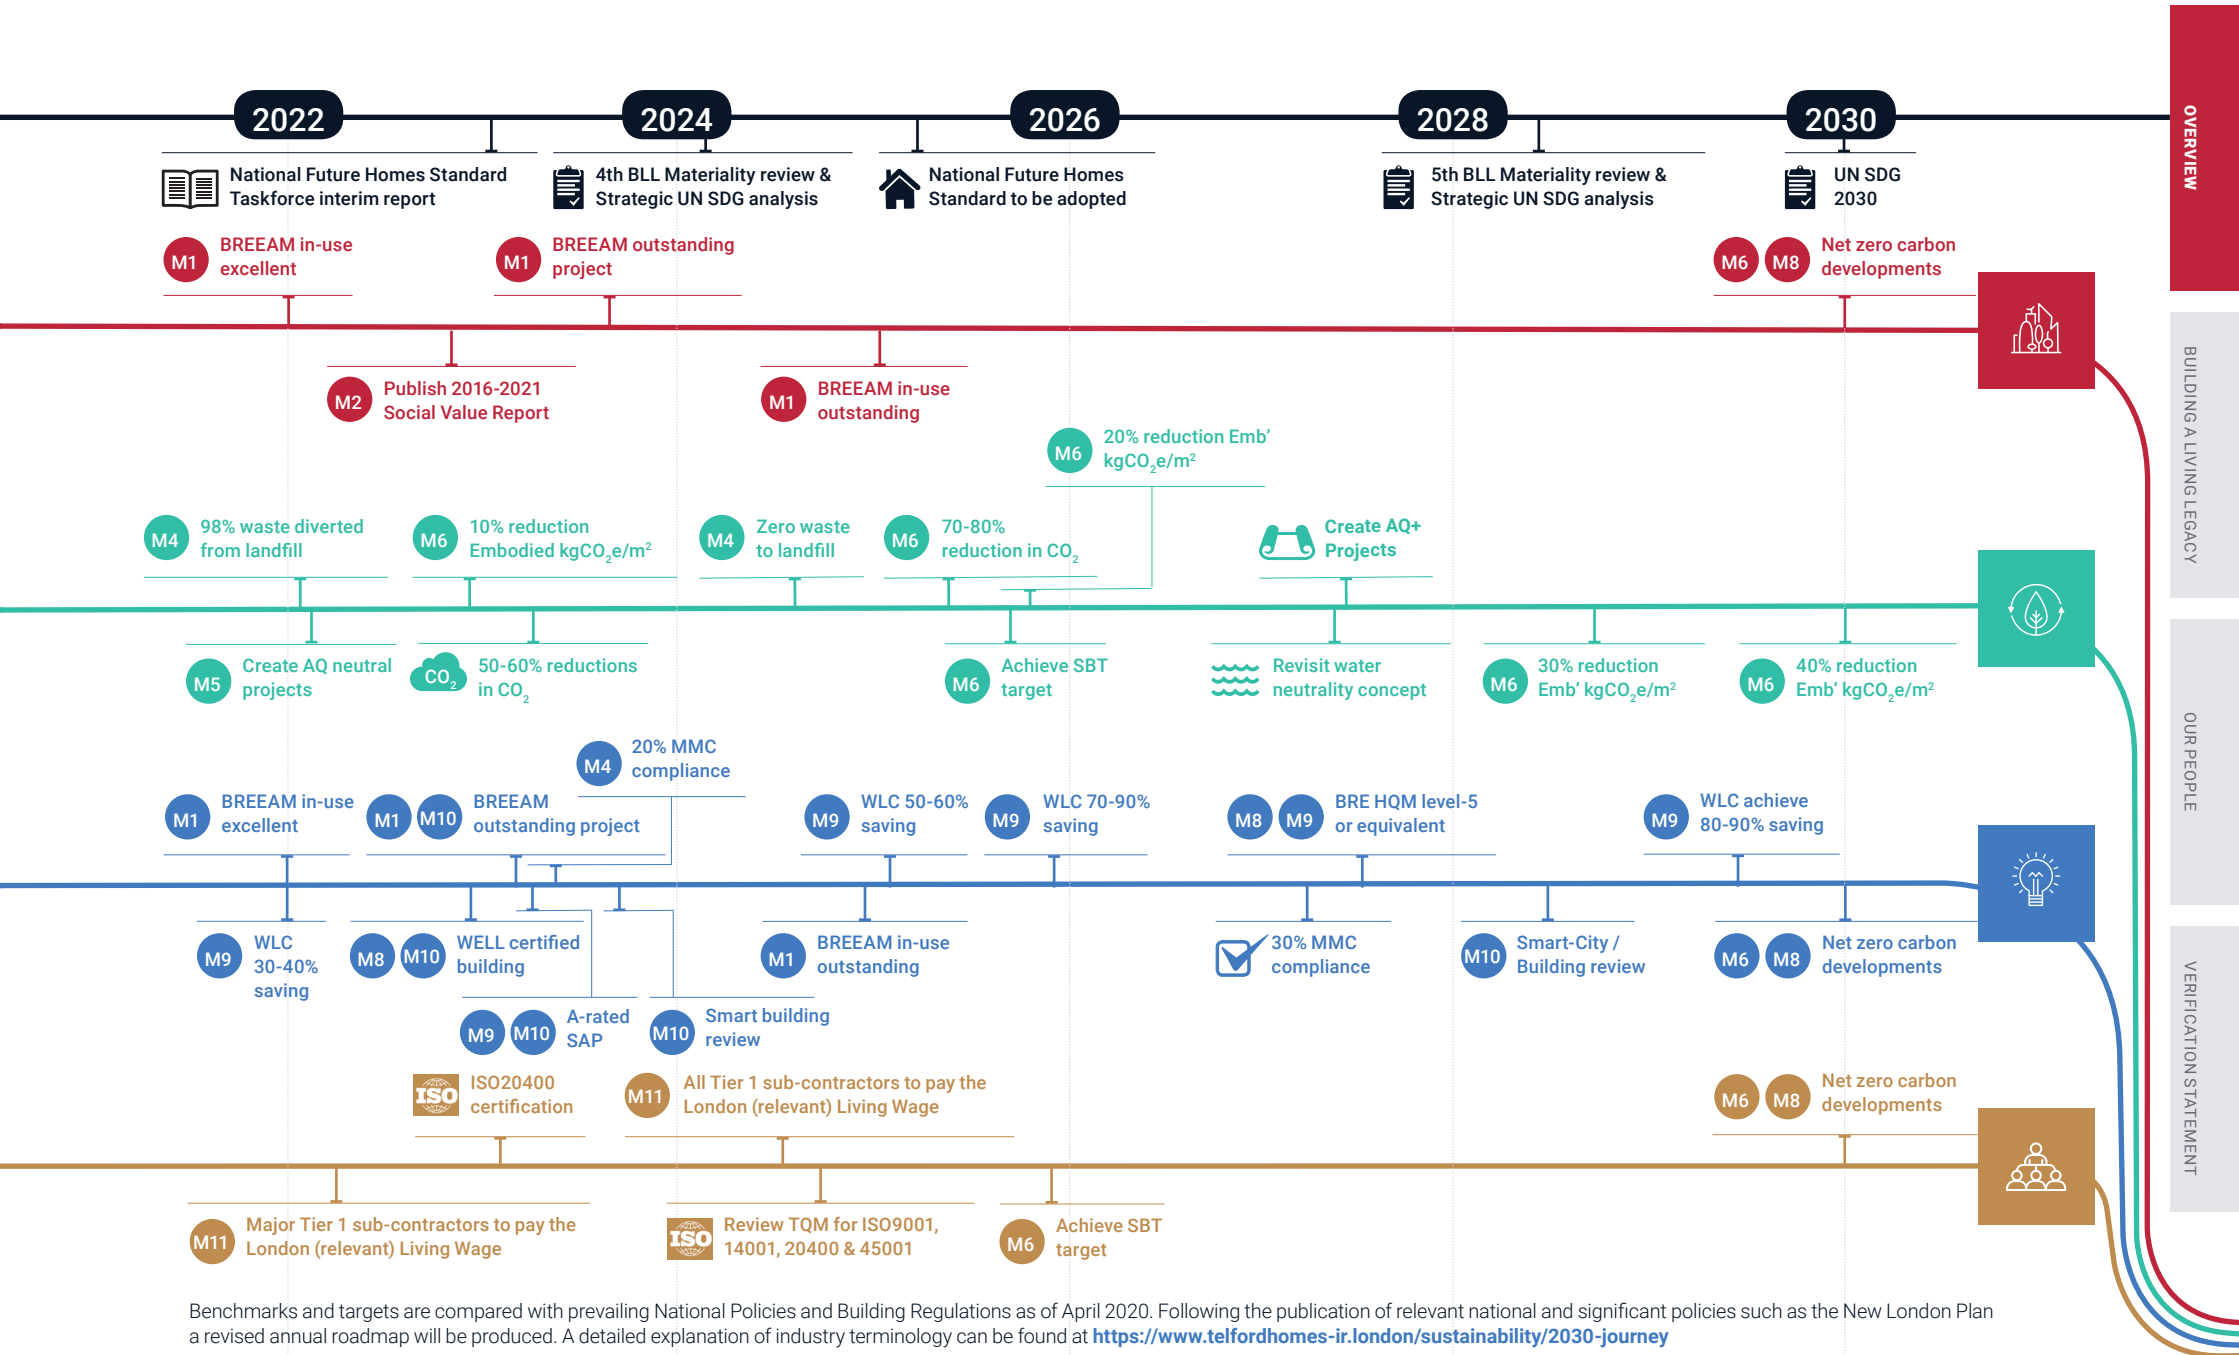 2022
2024
2026
2028
2030
National Future Homes Standard
Taskforce interim report
4th BLL Materiality review &
Strategic UN SDG analysis
National Future Homes
Standard to be adopted
5th BLL Materiality review &
Strategic UN SDG analysis
UN SDG
2030
M1
BREEAM in-use
excellent
M1
BREEAM outstanding
project
M6
M8
Net zero carbon
developments
M2
Publish 2016-2021
Social Value Report
M1
BREEAM in-use
outstanding
M6
20% reduction Emb’
kgCO₂e/m²
M4
98% waste diverted
from landfill
M6
10% reduction
Embodied kgCO₂e/m²
M4
Zero waste
to landfill
M6
70-80%
reduction in CO₂
Create AQ+
Projects
M5
Create AQ neutral
projects
CO₂
50-60% reductions
in CO₂
M6
Achieve SBT
target
Revisit water
neutrality concept
M6
30% reduction
Emb’ kgCO₂e/m²
M6
40% reduction
Emb’ kgCO₂e/m²
M4
20% MMC
compliance
M1
BREEAM in-use
excellent
M1
M10
BREEAM
outstanding project
M9
WLC 50-60%
saving
M9
WLC 70-90%
saving
M8
M9
BRE HQM level-5
or equivalent
M9
WLC achieve
80-90% saving
M9
WLC
30-40%
saving
M8
M10
WELL certified
building
M1
BREEAM in-use
outstanding
30% MMC
compliance
M10
Smart-City /
Building review
M6
M8
Net zero carbon
developments
M9
M10
A-rated
SAP
M10
Smart building
review
ISO
ISO20400
certification
M11
All Tier 1 sub-contractors to pay the
London (relevant) Living Wage
M6
M8
Net zero carbon
developments
M11
Major Tier 1 sub-contractors to pay the
London (relevant) Living Wage
ISO
Review TQM for ISO9001,
14001, 20400 & 45001
M6
Achieve SBT
target
Benchmarks and targets are compared with prevailing National Policies and Building Regulations as of April 2020. Following the publication of relevant national and significant policies such as the New London Plan
a revised annual roadmap will be produced. A detailed explanation of industry terminology can be found at https://www.telfordhomes-ir.london/sustainability/2030-journey
OVERVIEW
BUILDING A LIVING LEGACY
OUR PEOPLE
VERIFICATION STATEMENT